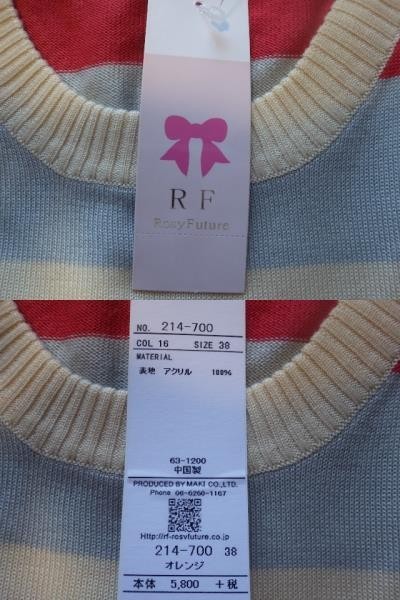 R F
RosyFuture
NO. 214-700
COL 16 SIZE 38
MATERIAL
表地 アクリル 100%
63-1200
中国製
PRODUCED BY MAKI CO.,LTD.
Phone 06-6260-1167
http://rf-rosyfuture.co.jp
214-700 38
オレンジ
本体 5,800 +税